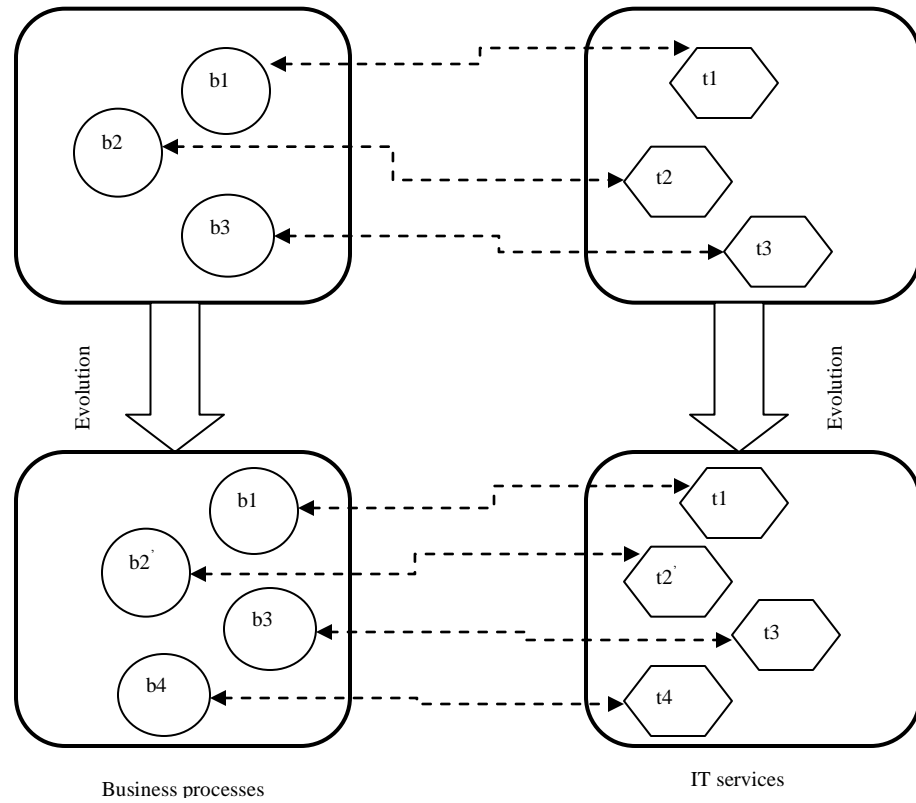 b1
t1
b2
t2
b3
t3
Evolution
Evolution
b1
t1
b2’
t2’
b3
t3
b4
t4
Business processes
IT services